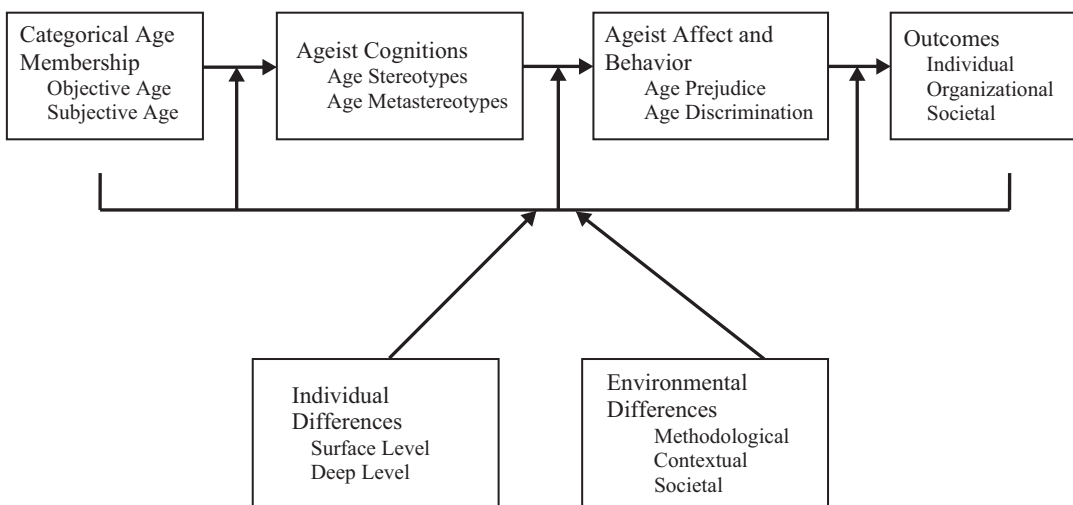 Categorical Age
Membership
Objective Age
Subjective Age
Ageist Cognitions
Age Stereotypes
Age Metastereotypes
Ageist Affect and
Behavior
Age Prejudice
Age Discrimination
Outcomes
Individual
Organizational
Societal
Individual
Differences
Surface Level
Deep Level
Environmental
Differences
Methodological
Contextual
Societal